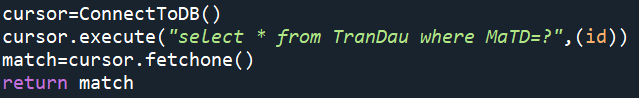 cursor=ConnectToDB()
cursor.execute("select * from TranDau where MaTD=?",(id))
match=cursor.fetchone()
return match